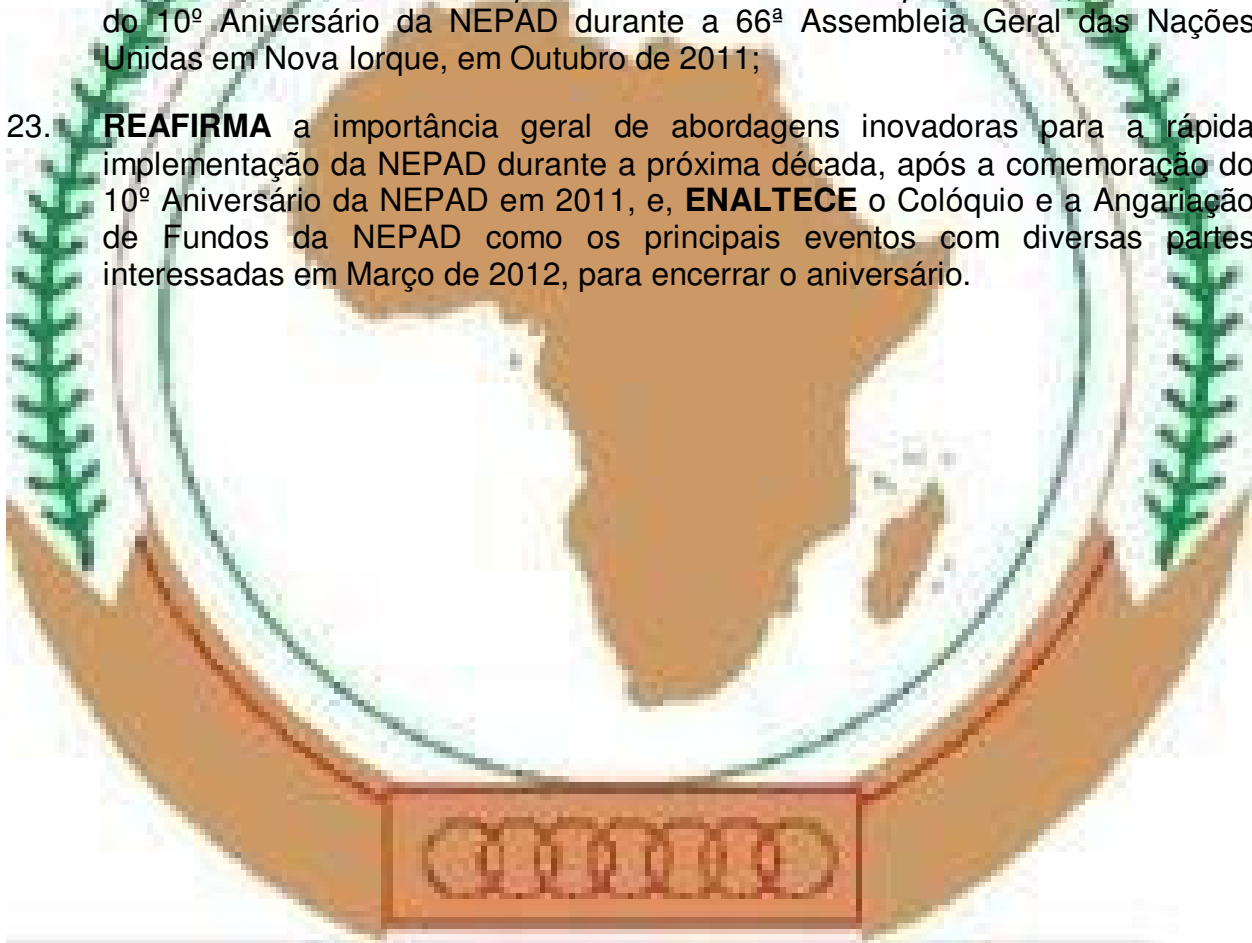 do 10º Aniversário da NEPAD durante a 66ª Assembleia Geral das Nações
Unidas em Nova Iorque, em Outubro de 2011;
23. REAFIRMA a importância geral de abordagens inovadoras para a rápida
implementação da NEPAD durante a próxima década, após a comemoração do
10º Aniversário da NEPAD em 2011, e, ENALTECE o Colóquio e a Angariação
de Fundos da NEPAD como os principais eventos com diversas partes
interessadas em Março de 2012, para encerrar o aniversário.